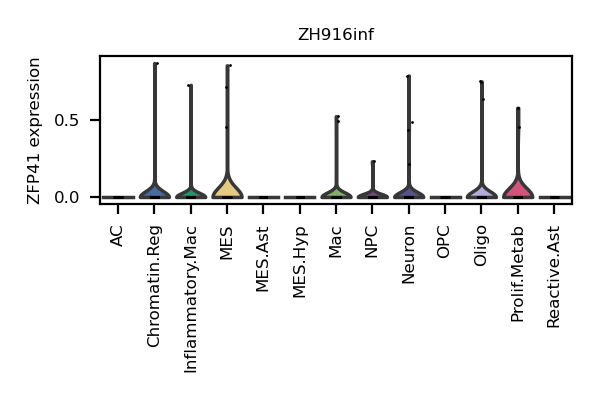 ZH916inf
ZFP41 expression
0.5
0.0
AC
Chromatin.Reg
Inflammatory.Mac
MES
MES.Ast
MES.Hyp
Mac
NPC
Neuron
OPC
Oligo
Prolif.Metab
Reactive.Ast